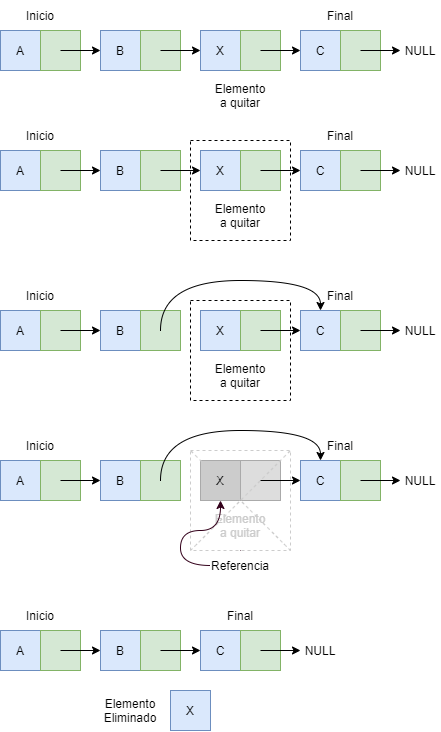 Inicio Final
A B X C NULL
Elemento
a quitar
Inicio Final
A B X C NULL
Elemento
a quitar
Inicio Final
A B X C NULL
Elemento
a quitar
Inicio Final
A B X C NULL
Elemento
a quitar
Referencia
Inicio Final
A B C NULL
Elemento
Eliminado
X